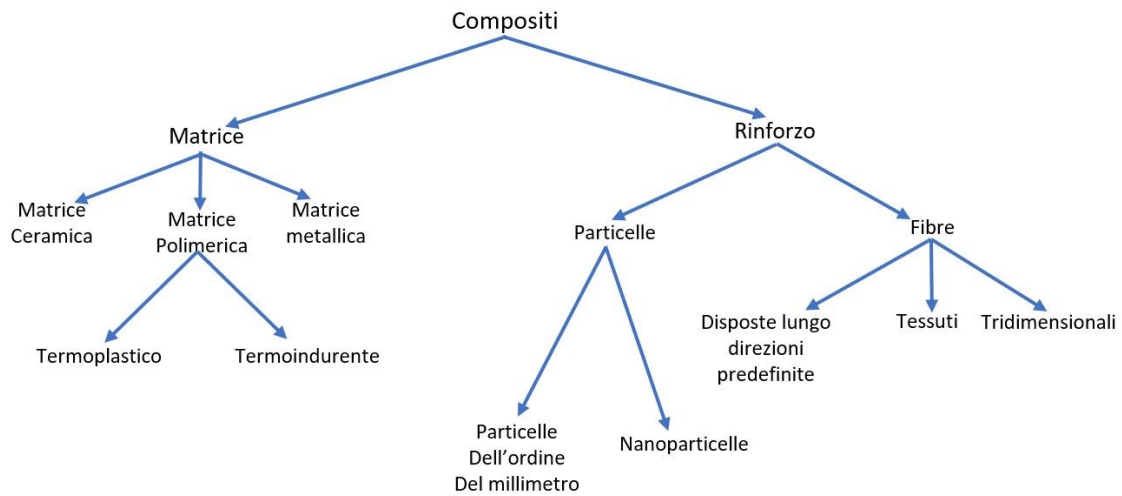 Compositi
Matrice
Rinforzo
Matrice
Ceramica
Matrice
Polimerica
Matrice
metallica
Particelle
Fibre
Termoplastico
Termoindurente
Disposte lungo
direzioni
predefinite
Tessuti
Tridimensionali
Particelle
Dell'ordine
Del millimetro
Nanoparticelle